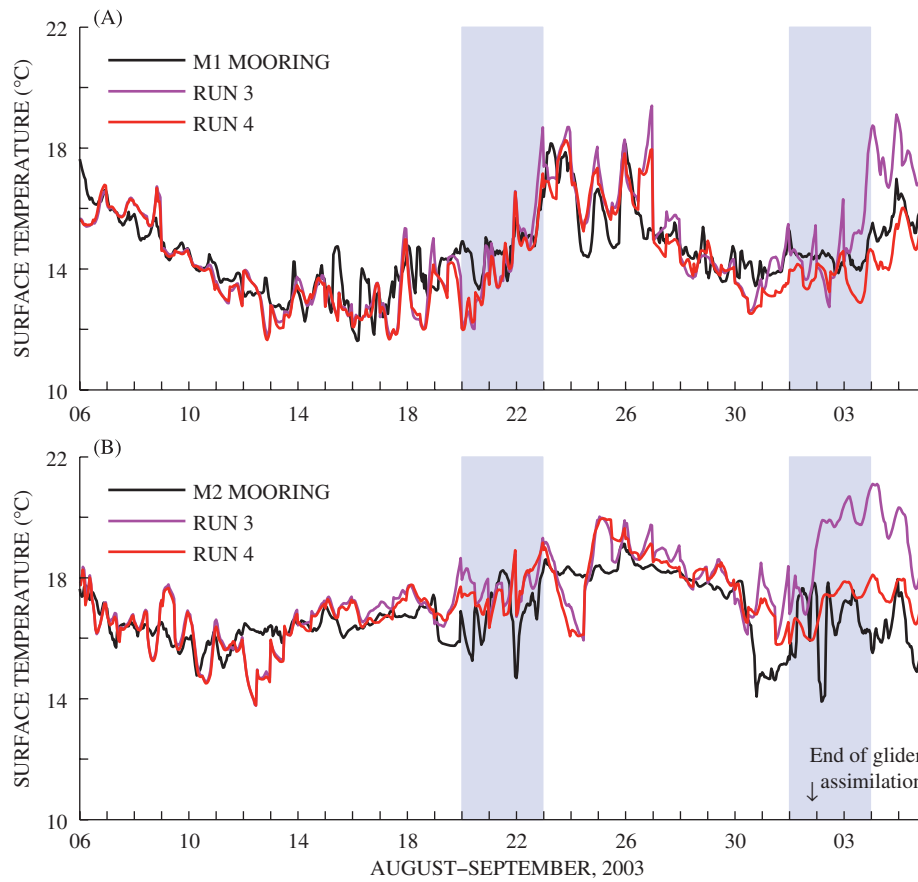 (A)
22
18
14
10
SURFACE TEMPERATURE (°C)
M1 MOORING
RUN 3
RUN 4
06 10 14 18 22 26 30 03
(B)
22
18
14
10
SURFACE TEMPERATURE (°C)
M2 MOORING
RUN 3
RUN 4
End of glider
assimilation
↓
06 10 14 18 22 26 30 03
AUGUST–SEPTEMBER, 2003